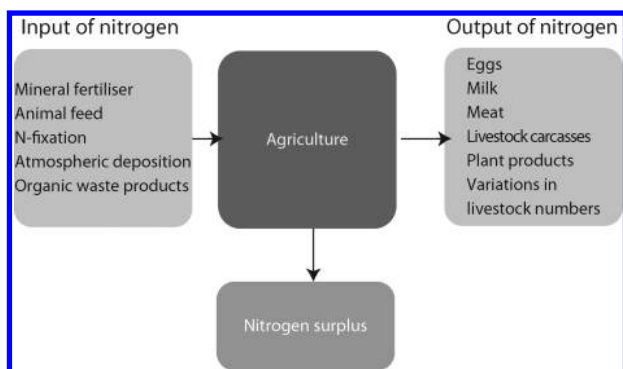 Input of nitrogen
Mineral fertiliser
Animal feed
N-fixation
Atmospheric deposition
Organic waste products
Agriculture
Output of nitrogen
Eggs
Milk
Meat
Livestock carcasses
Plant products
Variations in
livestock numbers
Nitrogen surplus